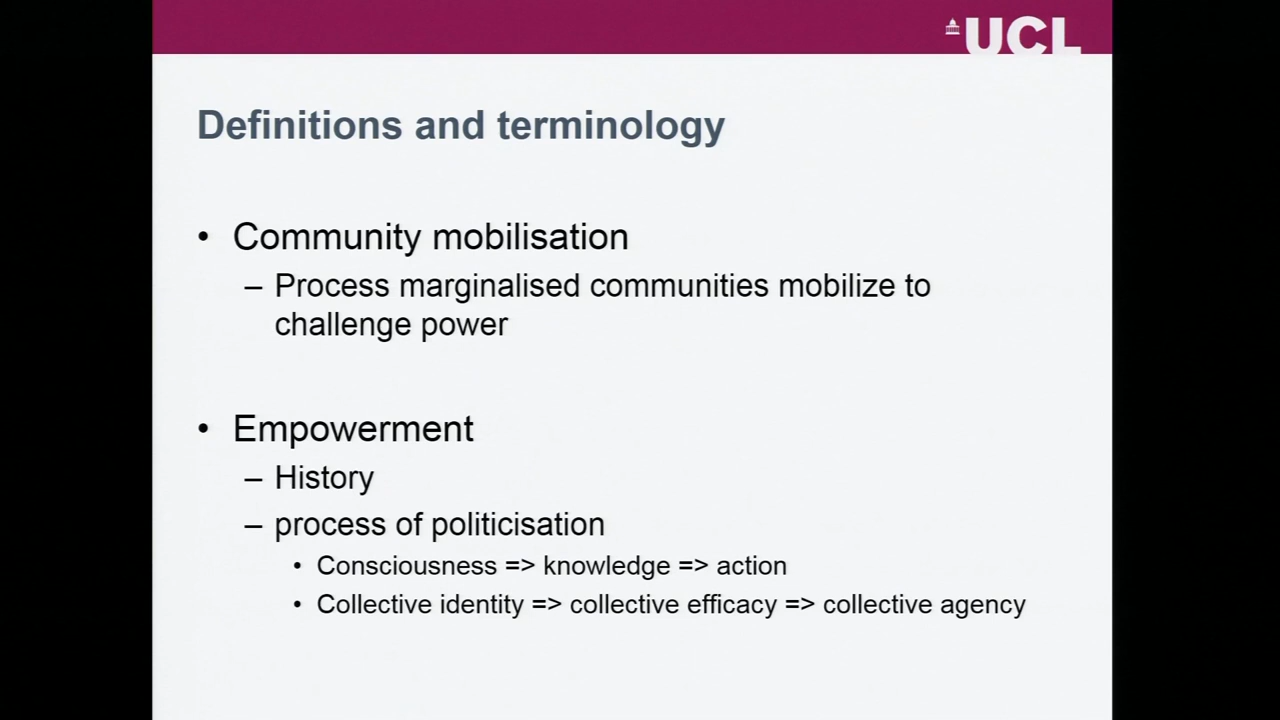 UCL
Definitions and terminology
• Community mobilisation
– Process marginalised communities mobilize to
challenge power
• Empowerment
– History
– process of politicisation
• Consciousness => knowledge => action
• Collective identity => collective efficacy => collective agency